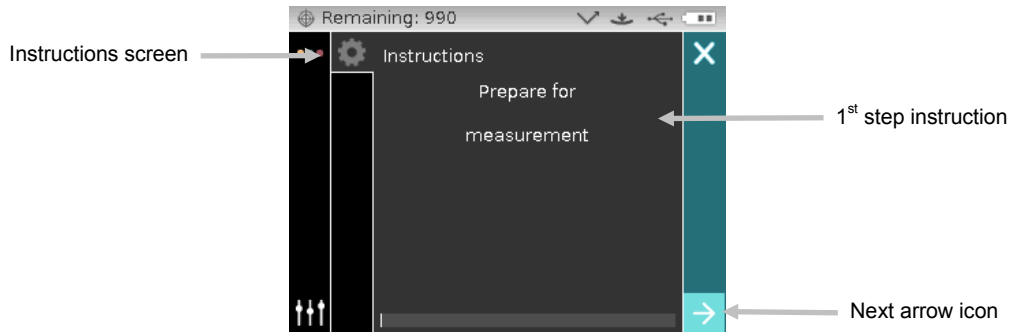 Remaining: 990
Instructions screen
Instructions
Prepare for
1st step instruction
measurement
Next arrow icon